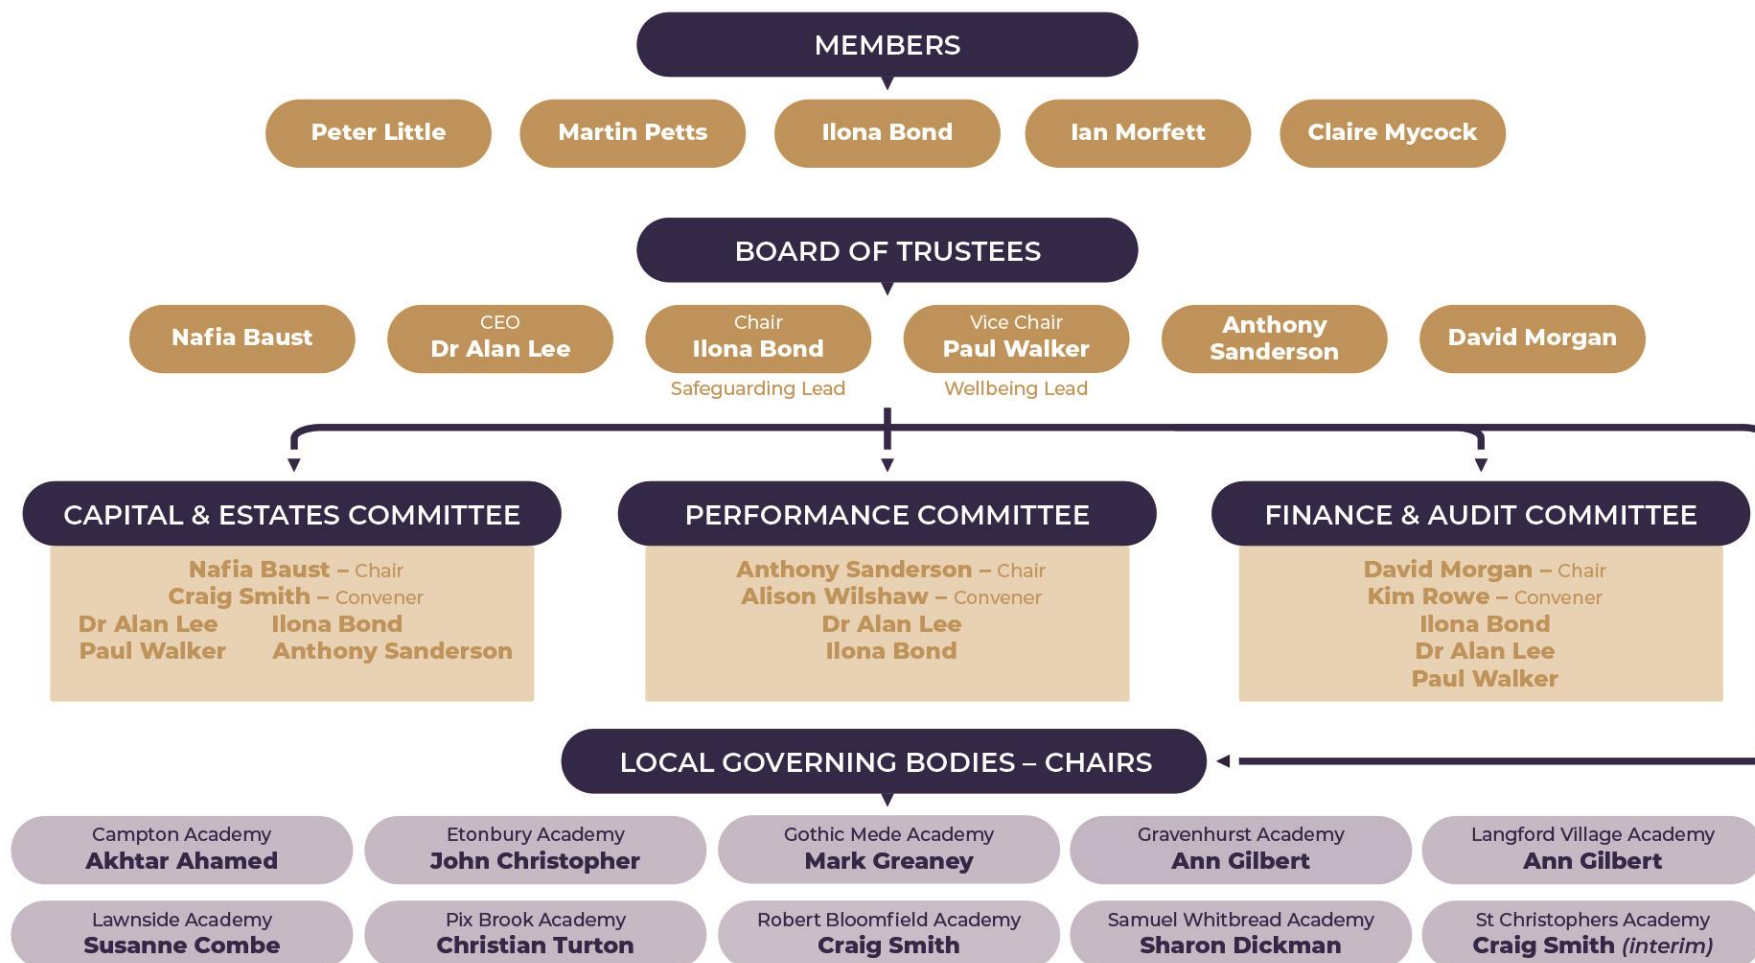 MEMBERS
Peter Little
Martin Petts
Ilona Bond
Ian Morfett
Claire Mycock
BOARD OF TRUSTEES
Nafia Baust
CEO
Dr Alan Lee
Chair
Ilona Bond
Safeguarding Lead
Vice Chair
Paul Walker
Wellbeing Lead
Anthony
Sanderson
David Morgan
CAPITAL & ESTATES COMMITTEE
Nafia Baust – Chair
Craig Smith – Convener
Dr Alan Lee Ilona Bond
Paul Walker Anthony Sanderson
PERFORMANCE COMMITTEE
Anthony Sanderson – Chair
Alison Wilshaw – Convener
Dr Alan Lee
Ilona Bond
FINANCE & AUDIT COMMITTEE
David Morgan – Chair
Kim Rowe – Convener
Ilona Bond
Dr Alan Lee
Paul Walker
LOCAL GOVERNING BODIES – CHAIRS
Campton Academy
Akhtar Ahamed
Etonbury Academy
John Christopher
Gothic Mede Academy
Mark Greaney
Gravenhurst Academy
Ann Gilbert
Langford Village Academy
Ann Gilbert
Lawnside Academy
Susanne Combe
Pix Brook Academy
Christian Turton
Robert Bloomfield Academy
Craig Smith
Samuel Whitbread Academy
Sharon Dickman
St Christophers Academy
Craig Smith (interim)